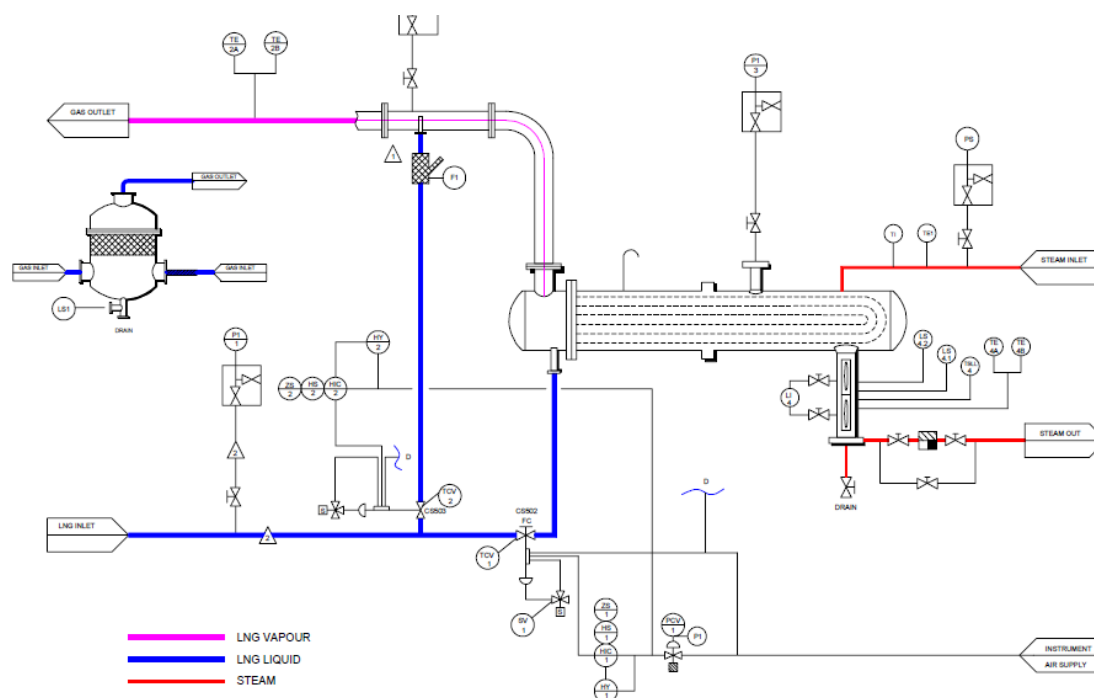 TE
2A
TE
2B
P1
3
GAS OUTLET
PS
1
F1
GAS OUTLET
TI
TE1
STEAM INLET
GAS INLET
GAS INLET
LS1
DRAIN
P1
1
HY
2
LS
4.2
LS
4.1
TSLL
4
TE
4A
TE
4B
ZS
2
HS
2
HIC
2
LI
4
2
D
STEAM OUT
TCV
2
D
S
CS503
CS502
FC
DRAIN
LNG INLET
2
TCV
1
SV
1
S
ZS
1
HS
1
PCV
1
P1
HIC
1
INSTRUMENT
AIR SUPPLY
HY
1
LNG VAPOUR
LNG LIQUID
STEAM